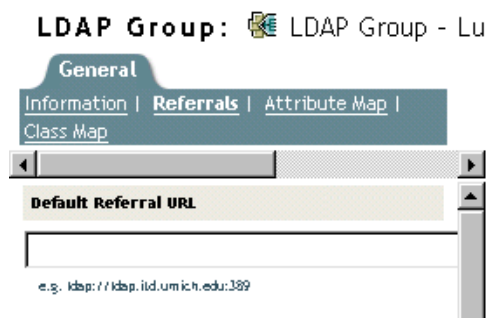 LDAP Group: LDAP Group - Lu
General
Information | Referrals | Attribute Map |
Class Map
Default Referral URL
e.g. ldap://ldap.itd.umich.edu:389